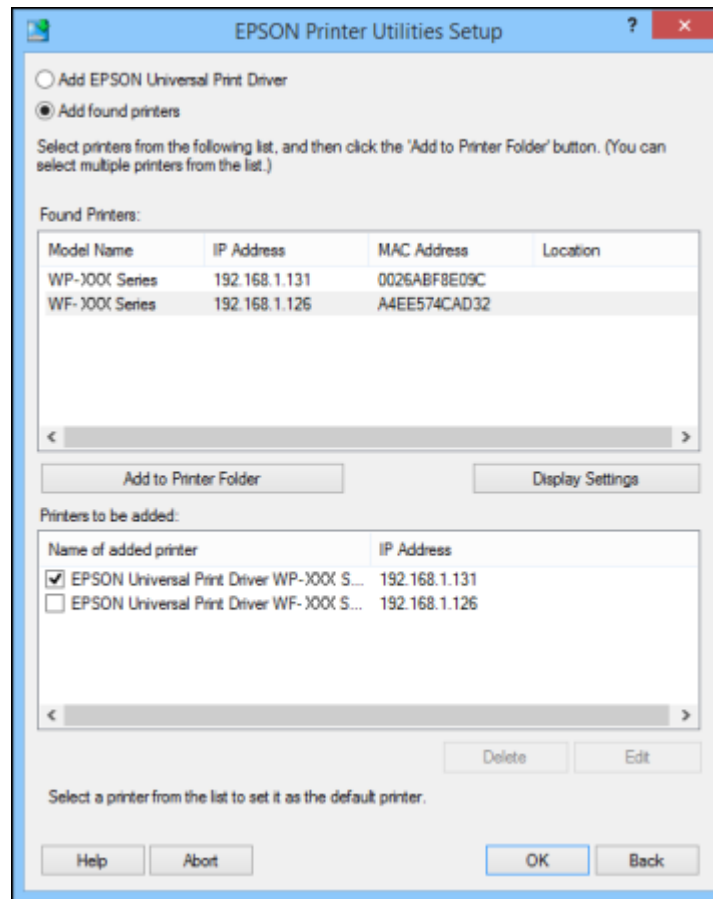 EPSON Printer Utilities Setup ? ×
Add EPSON Universal Print Driver
Add found printers
Select printers from the following list, and then click the 'Add to Printer Folder' button. (You can
select multiple printers from the list.)
Found Printers:
Model Name IP Address MAC Address Location
WP-XXX Series 192.168.1.131 0026ABF8E09C
WF-XXX Series 192.168.1.126 A4EE574CAD32
Add to Printer Folder Display Settings
Printers to be added:
Name of added printer IP Address
EPSON Universal Print Driver WP-XXX S... 192.168.1.131
EPSON Universal Print Driver WF-XXX S... 192.168.1.126
Delete Edit
Select a printer from the list to set it as the default printer.
Help Abort OK Back